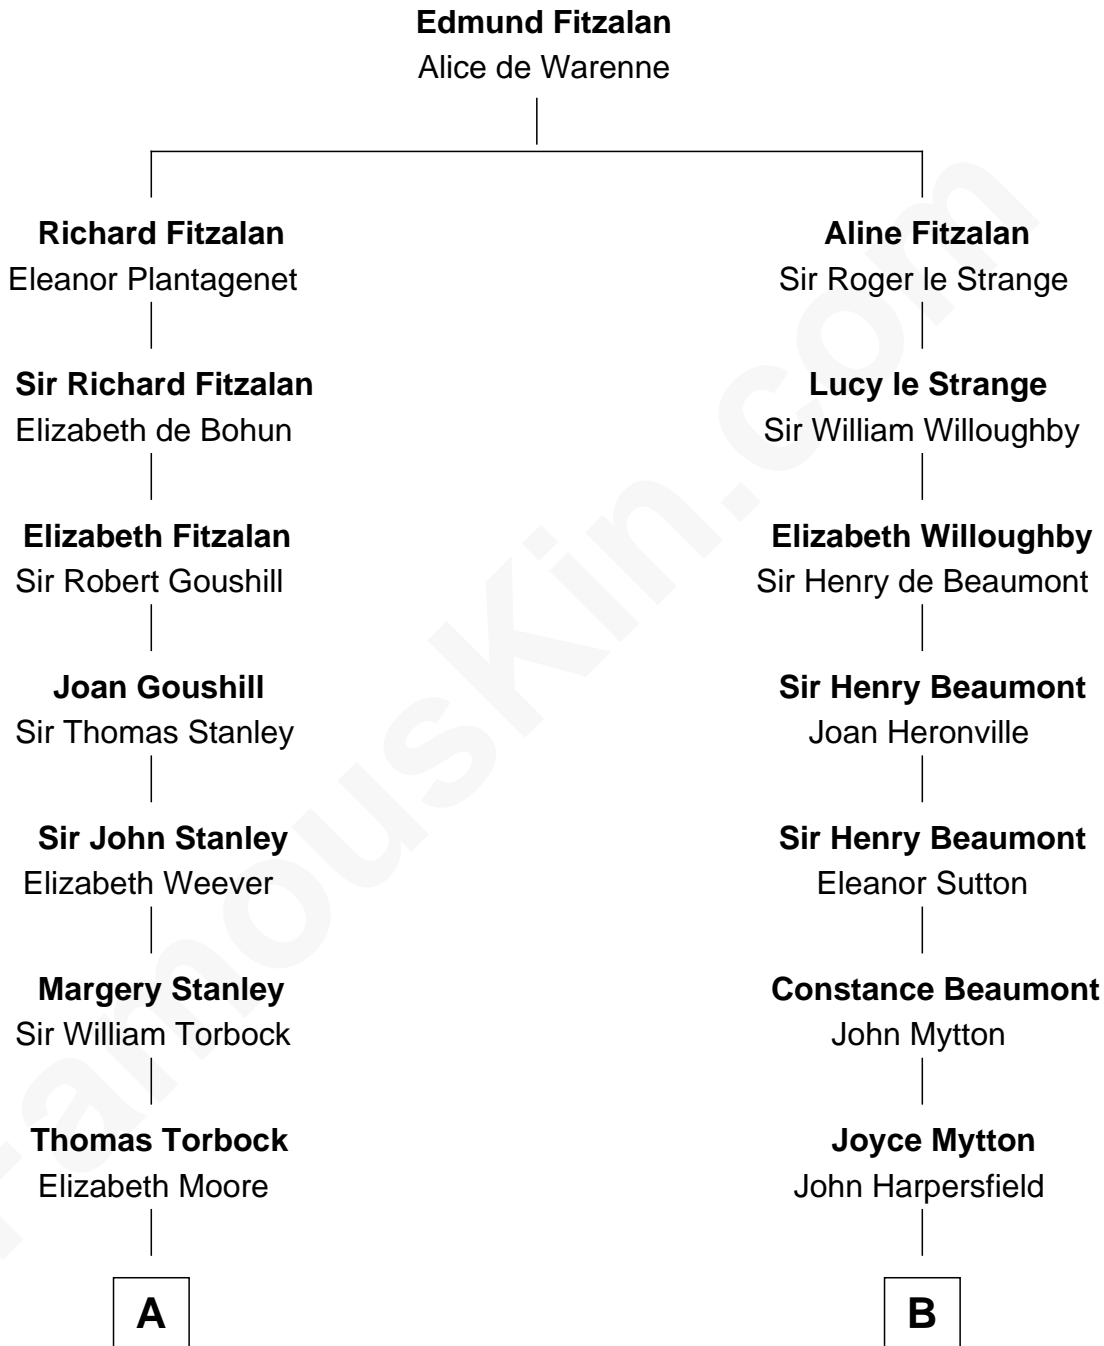 Edmund Fitzalan
Alice de Warenne
Richard Fitzalan
Eleanor Plantagenet
Sir Richard Fitzalan
Elizabeth de Bohun
Elizabeth Fitzalan
Sir Robert Goushill
Joan Goushill
Sir Thomas Stanley
Sir John Stanley
Elizabeth Weever
Margery Stanley
Sir William Torbock
Thomas Torbock
Elizabeth Moore
A
Aline Fitzalan
Sir Roger le Strange
Lucy le Strange
Sir William Willoughby
Elizabeth Willoughby
Sir Henry de Beaumont
Sir Henry Beaumont
Joan Heronville
Sir Henry Beaumont
Eleanor Sutton
Constance Beaumont
John Mytton
Joyce Mytton
John Harpersfield
B
FamousKin.com